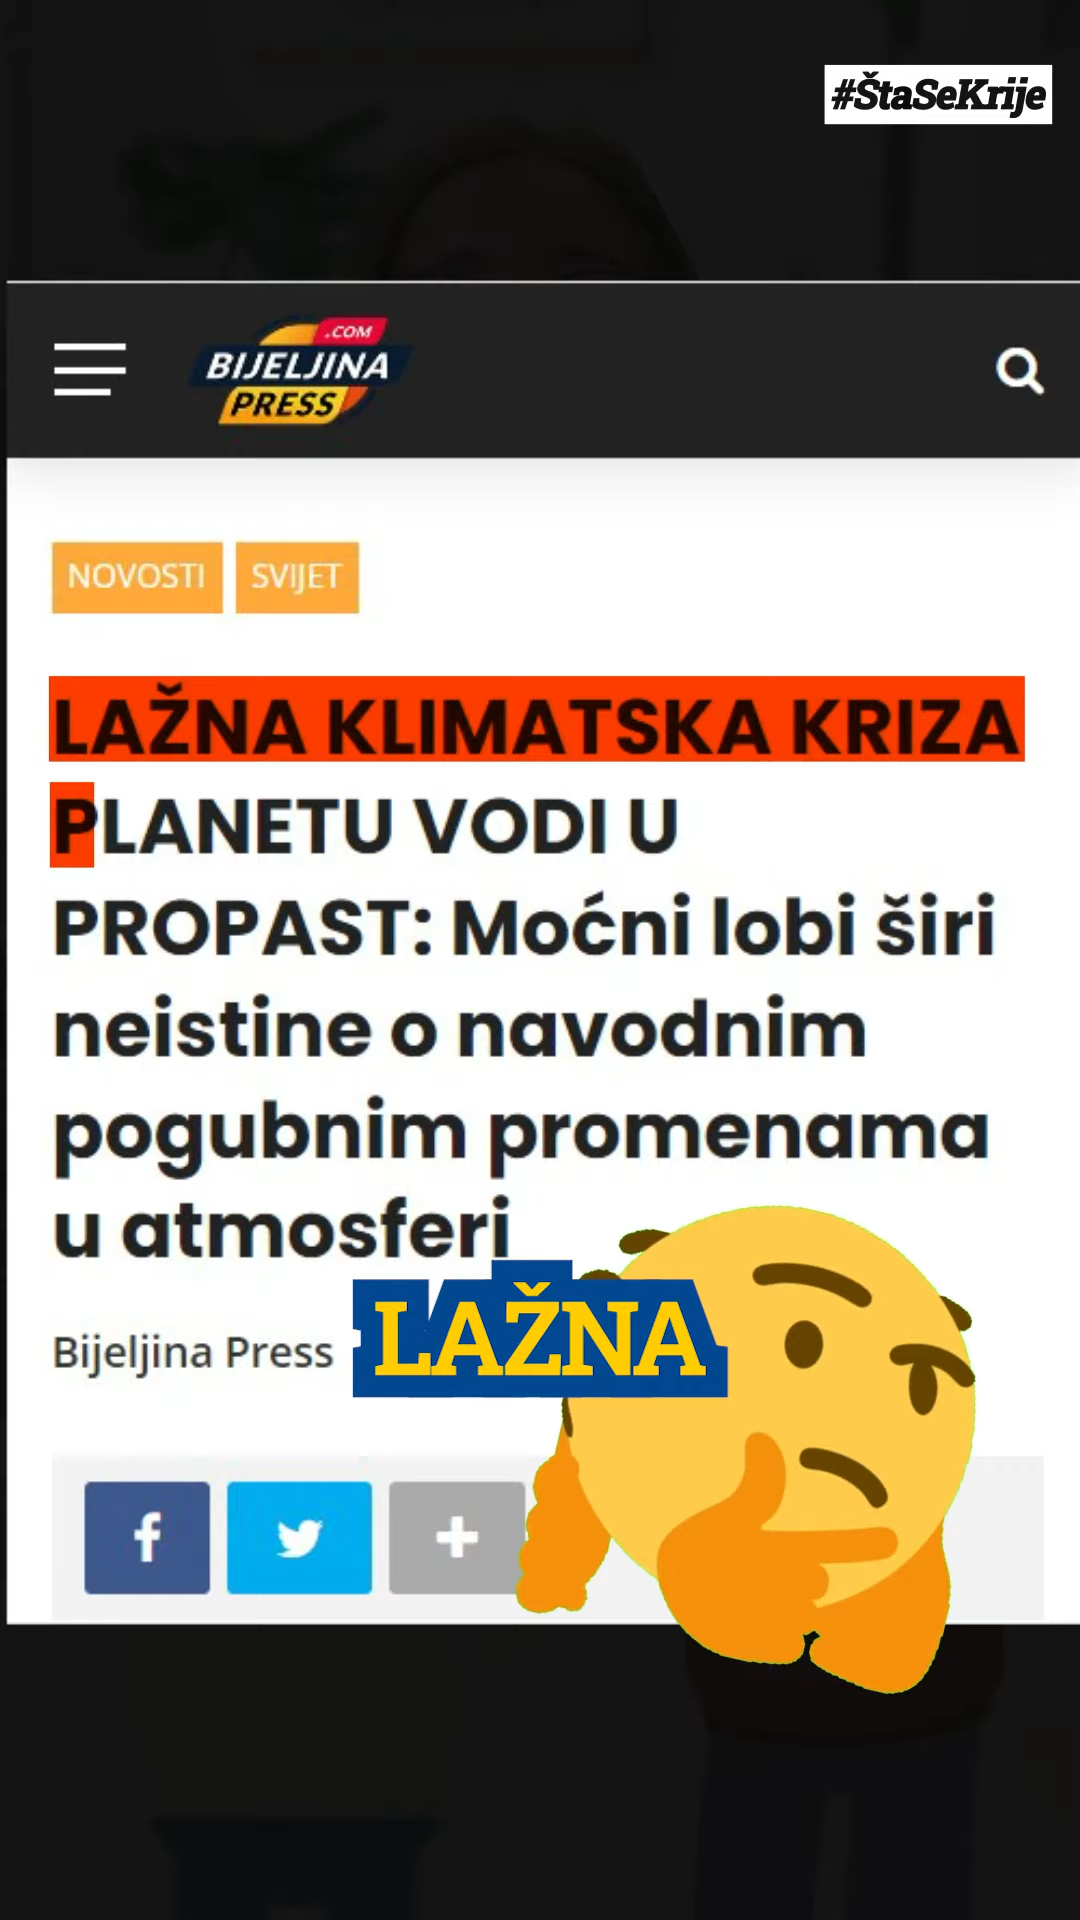 #ŠtaSeKrije
.COM
BIJELJINA
PRESS
NOVOSTI SVIJET
LAŽNA KLIMATSKA KRIZA
PLANETU VODI U
PROPAST: Moćni lobi širi
neistine o navodnim
pogubnim promenama
u atmosferi
LAŽNA
Bijeljina Press